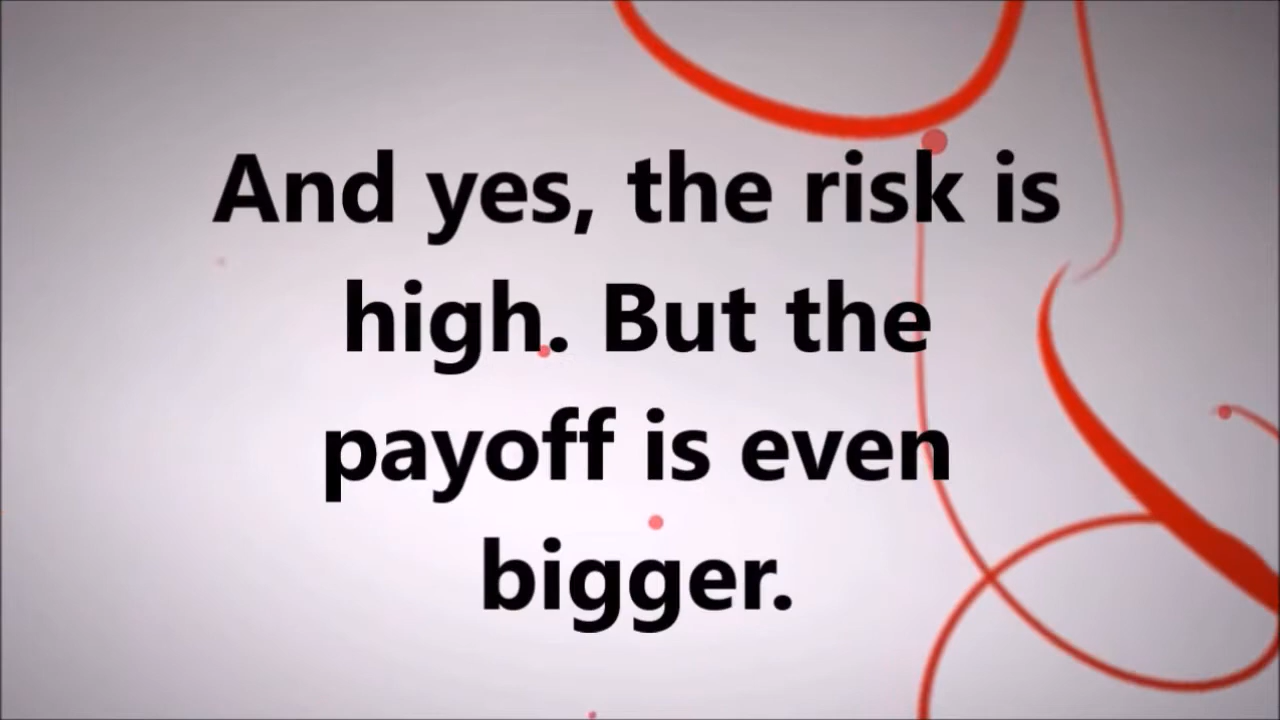 And yes, the risk is
high. But the
payoff is even
bigger.